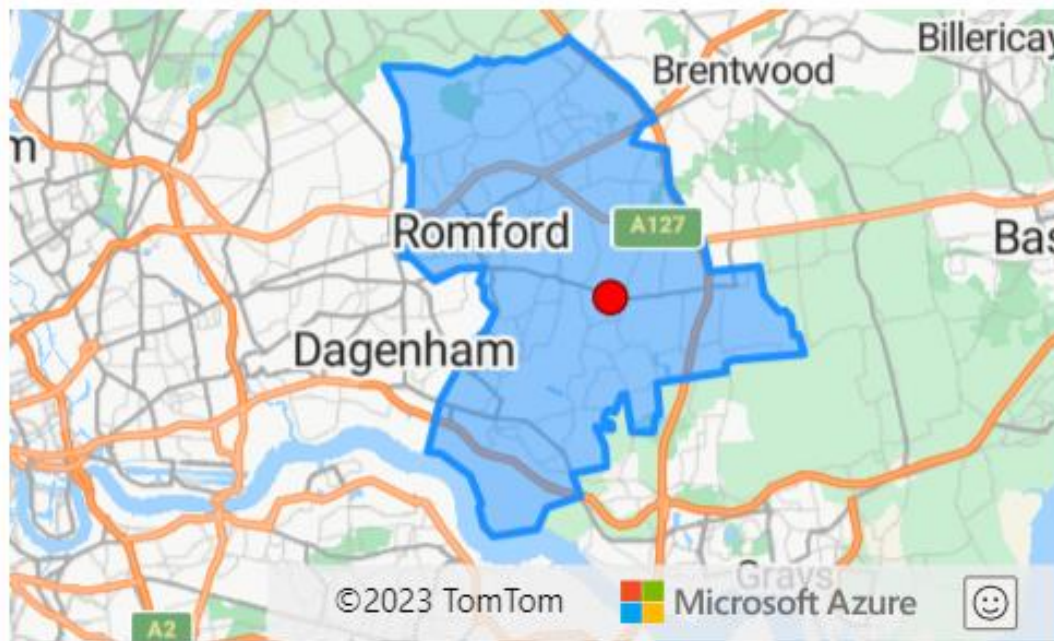 Billericay
Brentwood
m
Romford
A127
Bas
Dagenham
Grays
©2023 TomTom
Microsoft Azure
A2